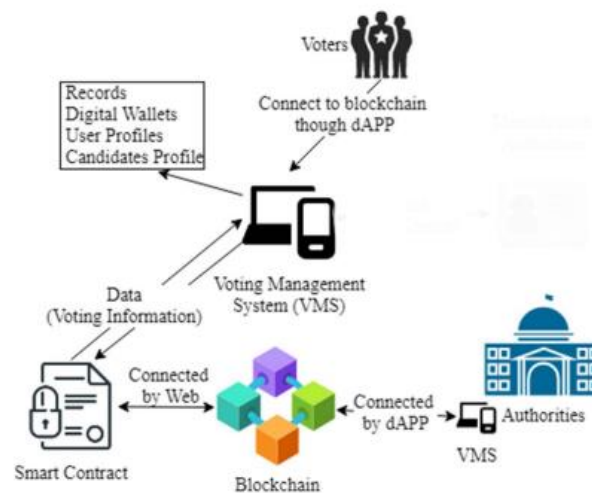 Voters
Connect to blockchain
though dAPP
Records
Digital Wallets
User Profiles
Candidates Profile
Voting Management
System (VMS)
Data
(Voting Information)
Connected
by Web
Connected
by dAPP
Authorities
VMS
Smart Contract
Blockchain